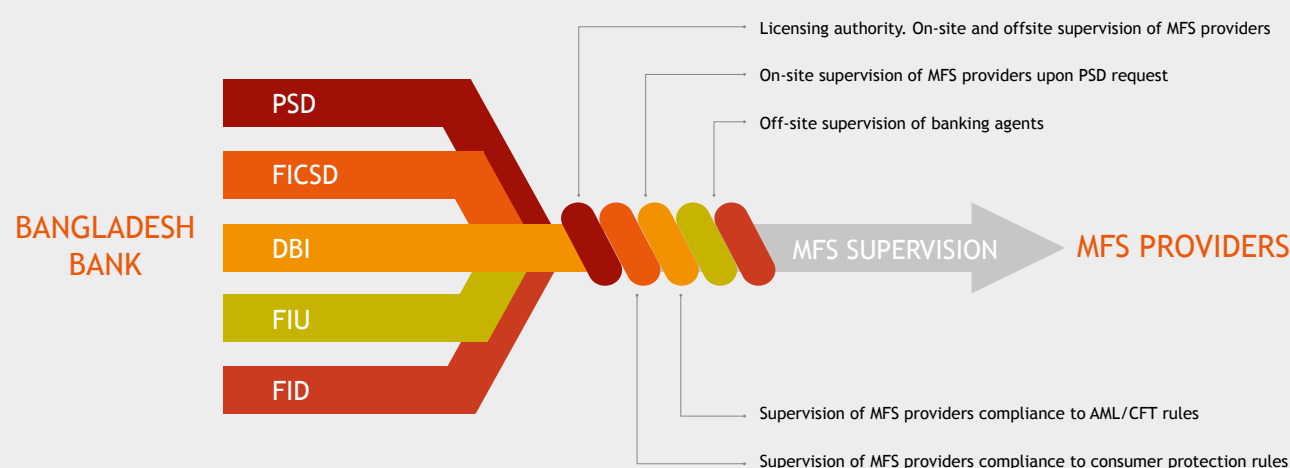 Licensing authority. On-site and offsite supervision of MFS providers
On-site supervision of MFS providers upon PSD request
Off-site supervision of banking agents
PSD
FICSD
DBI
FIU
FID
BANGLADESH
BANK
MFS SUPERVISION
MFS PROVIDERS
Supervision of MFS providers compliance to AML/CFT rules
Supervision of MFS providers compliance to consumer protection rules